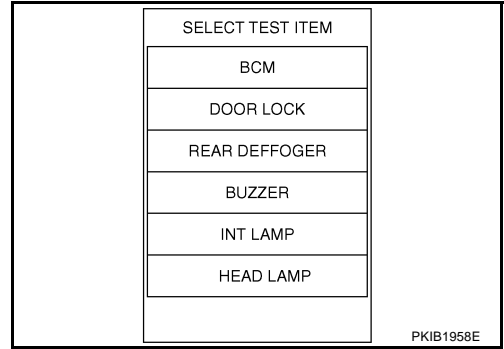 SELECT TEST ITEM
BCM
DOOR LOCK
REAR DEFFOGER
BUZZER
INT LAMP
HEAD LAMP
PKIB1958E